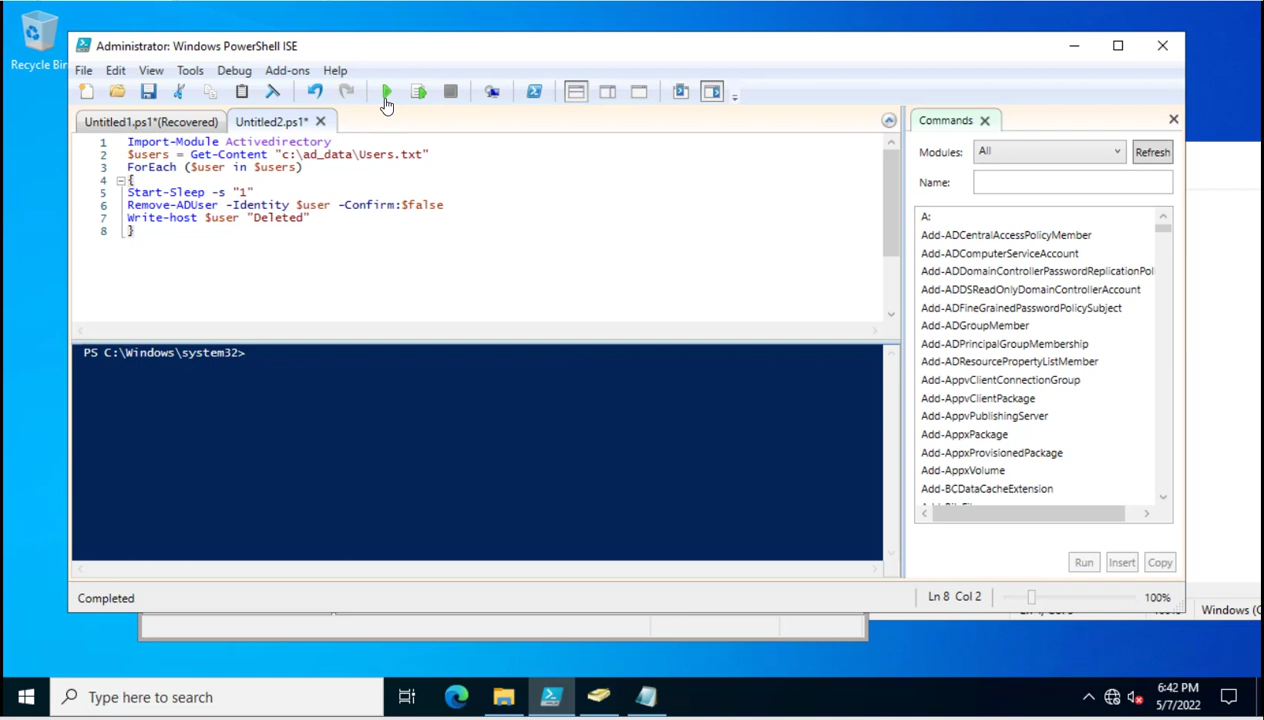 Recycle Bin
Administrator: Windows PowerShell ISE
File Edit View Tools Debug Add-ons Help
Untitled1.ps1*(Recovered) Untitled2.ps1*
1 Import-Module Activedirectory
2 $users = Get-Content "c:\ad_data\Users.txt"
3 ForEach ($user in $users)
4 {
5 Start-Sleep -s "1"
6 Remove-ADUser -Identity $user -Confirm:$false
7 Write-host $user "Deleted"
8 }
PS C:\Windows\system32>
Commands
Modules: All Refresh
Name:
A:
Add-ADCentralAccessPolicyMember
Add-ADComputerServiceAccount
Add-ADDomainControllerPasswordReplicationPol
Add-ADDSReadOnlyDomainControllerAccount
Add-ADFineGrainedPasswordPolicySubject
Add-ADGroupMember
Add-ADPrincipalGroupMembership
Add-ADResourcePropertyListMember
Add-AppvClientConnectionGroup
Add-AppvClientPackage
Add-AppvPublishingServer
Add-AppxPackage
Add-AppxProvisionedPackage
Add-AppxVolume
Add-BCDataCacheExtension
Run Insert Copy
Completed Ln 8 Col 2 100%
Windows (
Type here to search
6:42 PM
5/7/2022